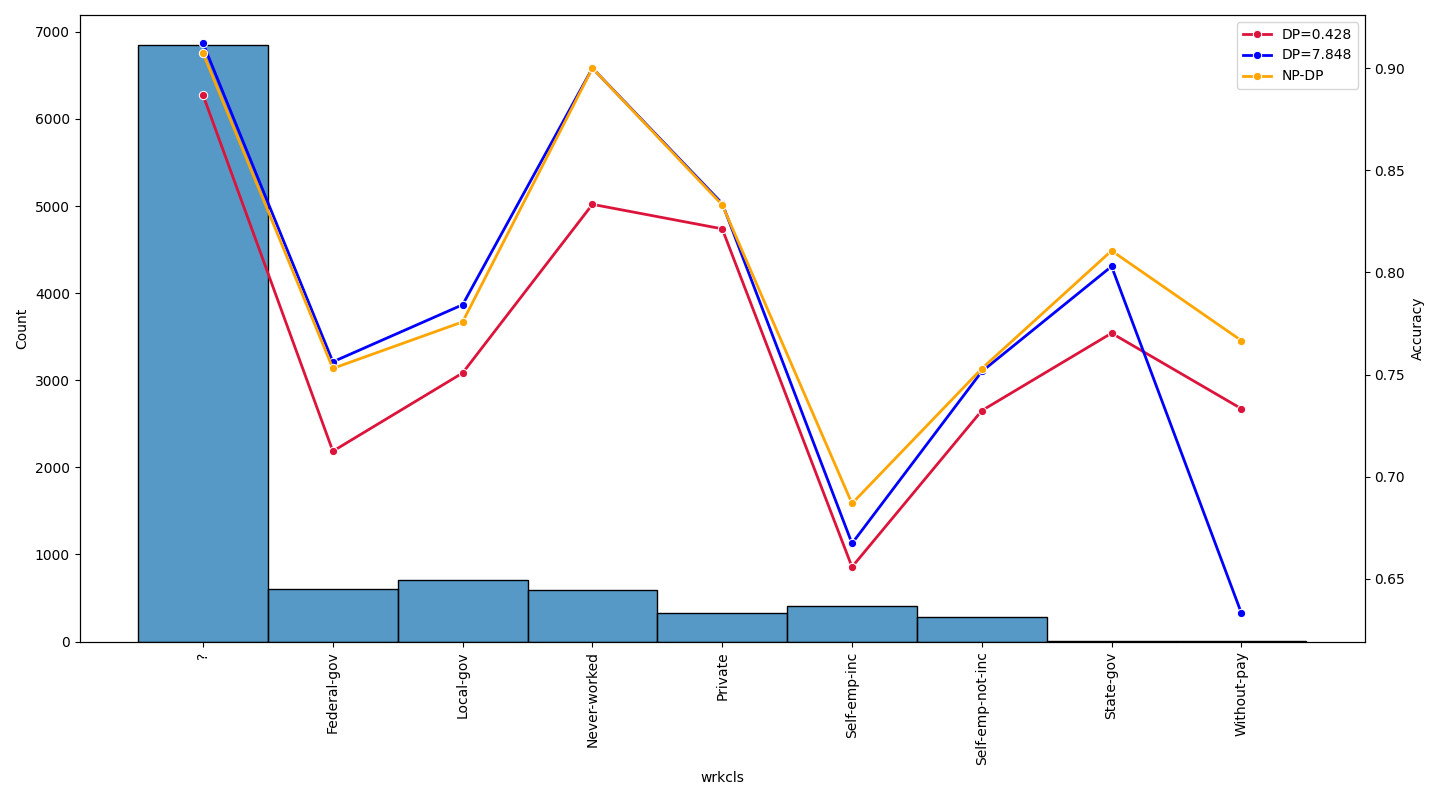 7000
6000
5000
4000
3000
2000
1000
0
Count
DP=0.428
DP=7.848
NP-DP
0.90
0.85
0.80
0.75
0.70
0.65
Accuracy
?
Federal-gov
Local-gov
Never-worked
Private
Self-emp-inc
Self-emp-not-inc
State-gov
Without-pay
wrkcls